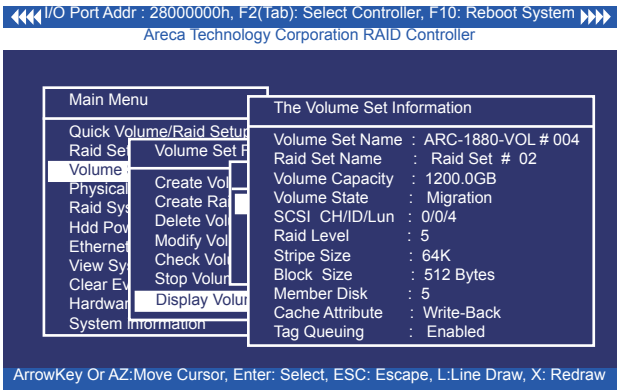 I/O Port Addr : 28000000h, F2(Tab): Select Controller, F10: Reboot System
Areca Technology Corporation RAID Controller
Main Menu
Quick Volume/Raid Setup
Raid Set
Volume
Physical
Raid Sys
Hdd Pow
Ethernet
View Sy
Clear Ev
Hardwar
System Information
Volume Set F
Create Vol
Create Rai
Delete Volu
Modify Vol
Check Volu
Stop Volum
Display Volum
The Volume Set Information
Volume Set Name : ARC-1880-VOL # 004
Raid Set Name : Raid Set # 02
Volume Capacity : 1200.0GB
Volume State : Migration
SCSI CH/ID/Lun : 0/0/4
Raid Level : 5
Stripe Size : 64K
Block Size : 512 Bytes
Member Disk : 5
Cache Attribute : Write-Back
Tag Queuing : Enabled
ArrowKey Or AZ:Move Cursor, Enter: Select, ESC: Escape, L:Line Draw, X: Redraw